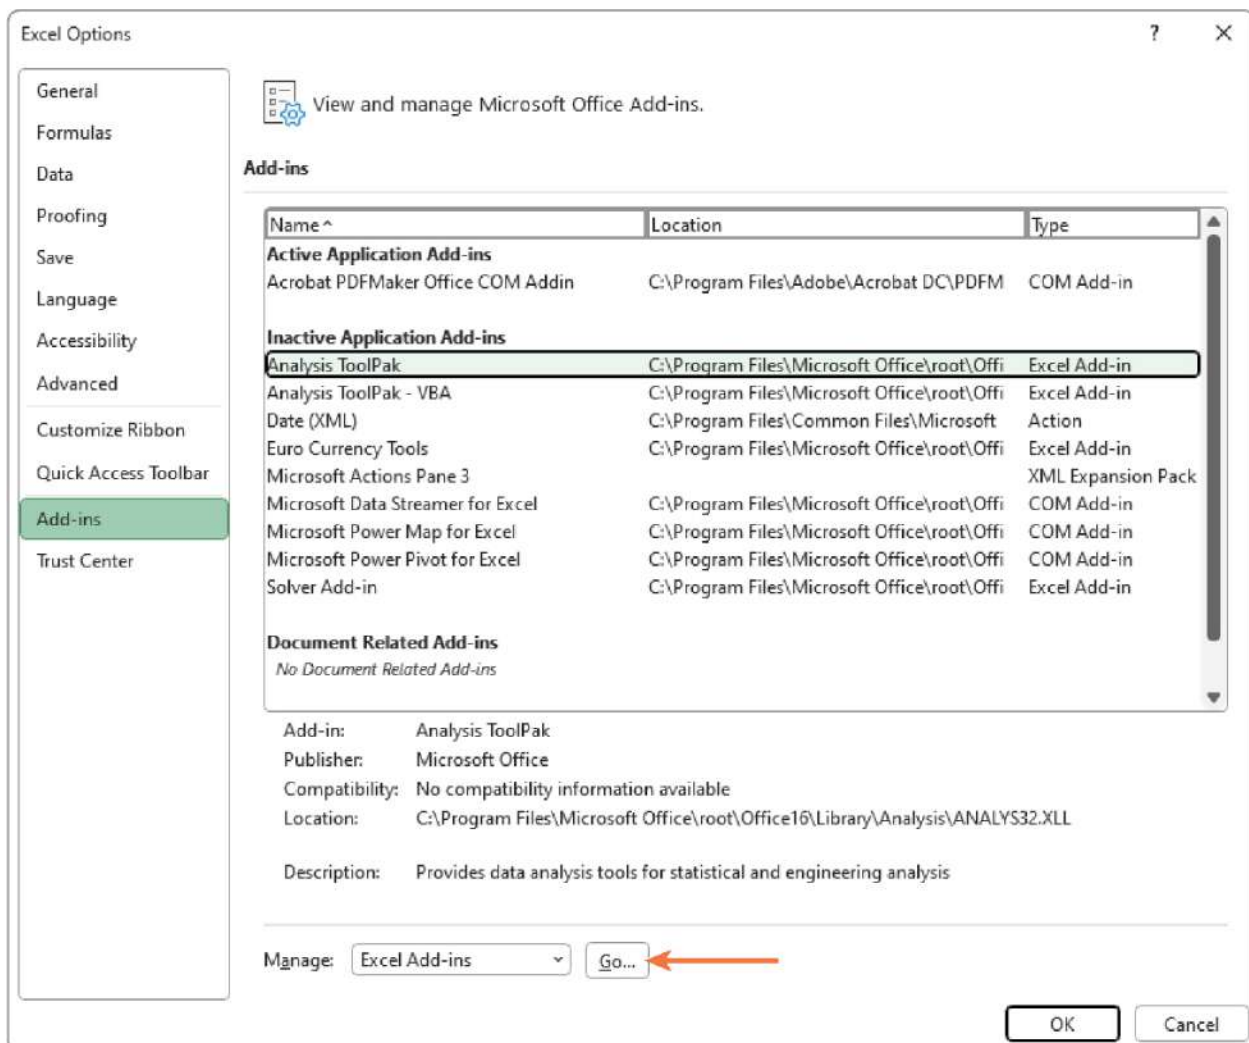 Excel Options ? ×
General
Formulas
Data
Proofing
Save
Language
Accessibility
Advanced
Customize Ribbon
Quick Access Toolbar
Add-ins
Trust Center
View and manage Microsoft Office Add-ins.
Add-ins
Name ^ Location Type
Active Application Add-ins
Acrobat PDFMaker Office COM Addin C:\Program Files\Adobe\Acrobat DC\PDFM COM Add-in
Inactive Application Add-ins
Analysis ToolPak C:\Program Files\Microsoft Office\root\Offi Excel Add-in
Analysis ToolPak - VBA C:\Program Files\Microsoft Office\root\Offi Excel Add-in
Date (XML) C:\Program Files\Common Files\Microsoft Action
Euro Currency Tools C:\Program Files\Microsoft Office\root\Offi Excel Add-in
Microsoft Actions Pane 3 XML Expansion Pack
Microsoft Data Streamer for Excel C:\Program Files\Microsoft Office\root\Offi COM Add-in
Microsoft Power Map for Excel C:\Program Files\Microsoft Office\root\Offi COM Add-in
Microsoft Power Pivot for Excel C:\Program Files\Microsoft Office\root\Offi COM Add-in
Solver Add-in C:\Program Files\Microsoft Office\root\Offi Excel Add-in
Document Related Add-ins
No Document Related Add-ins
Add-in: Analysis ToolPak
Publisher: Microsoft Office
Compatibility: No compatibility information available
Location: C:\Program Files\Microsoft Office\root\Office16\Library\Analysis\ANALYS32.XLL
Description: Provides data analysis tools for statistical and engineering analysis
Manage: Excel Add-ins Go...
OK Cancel